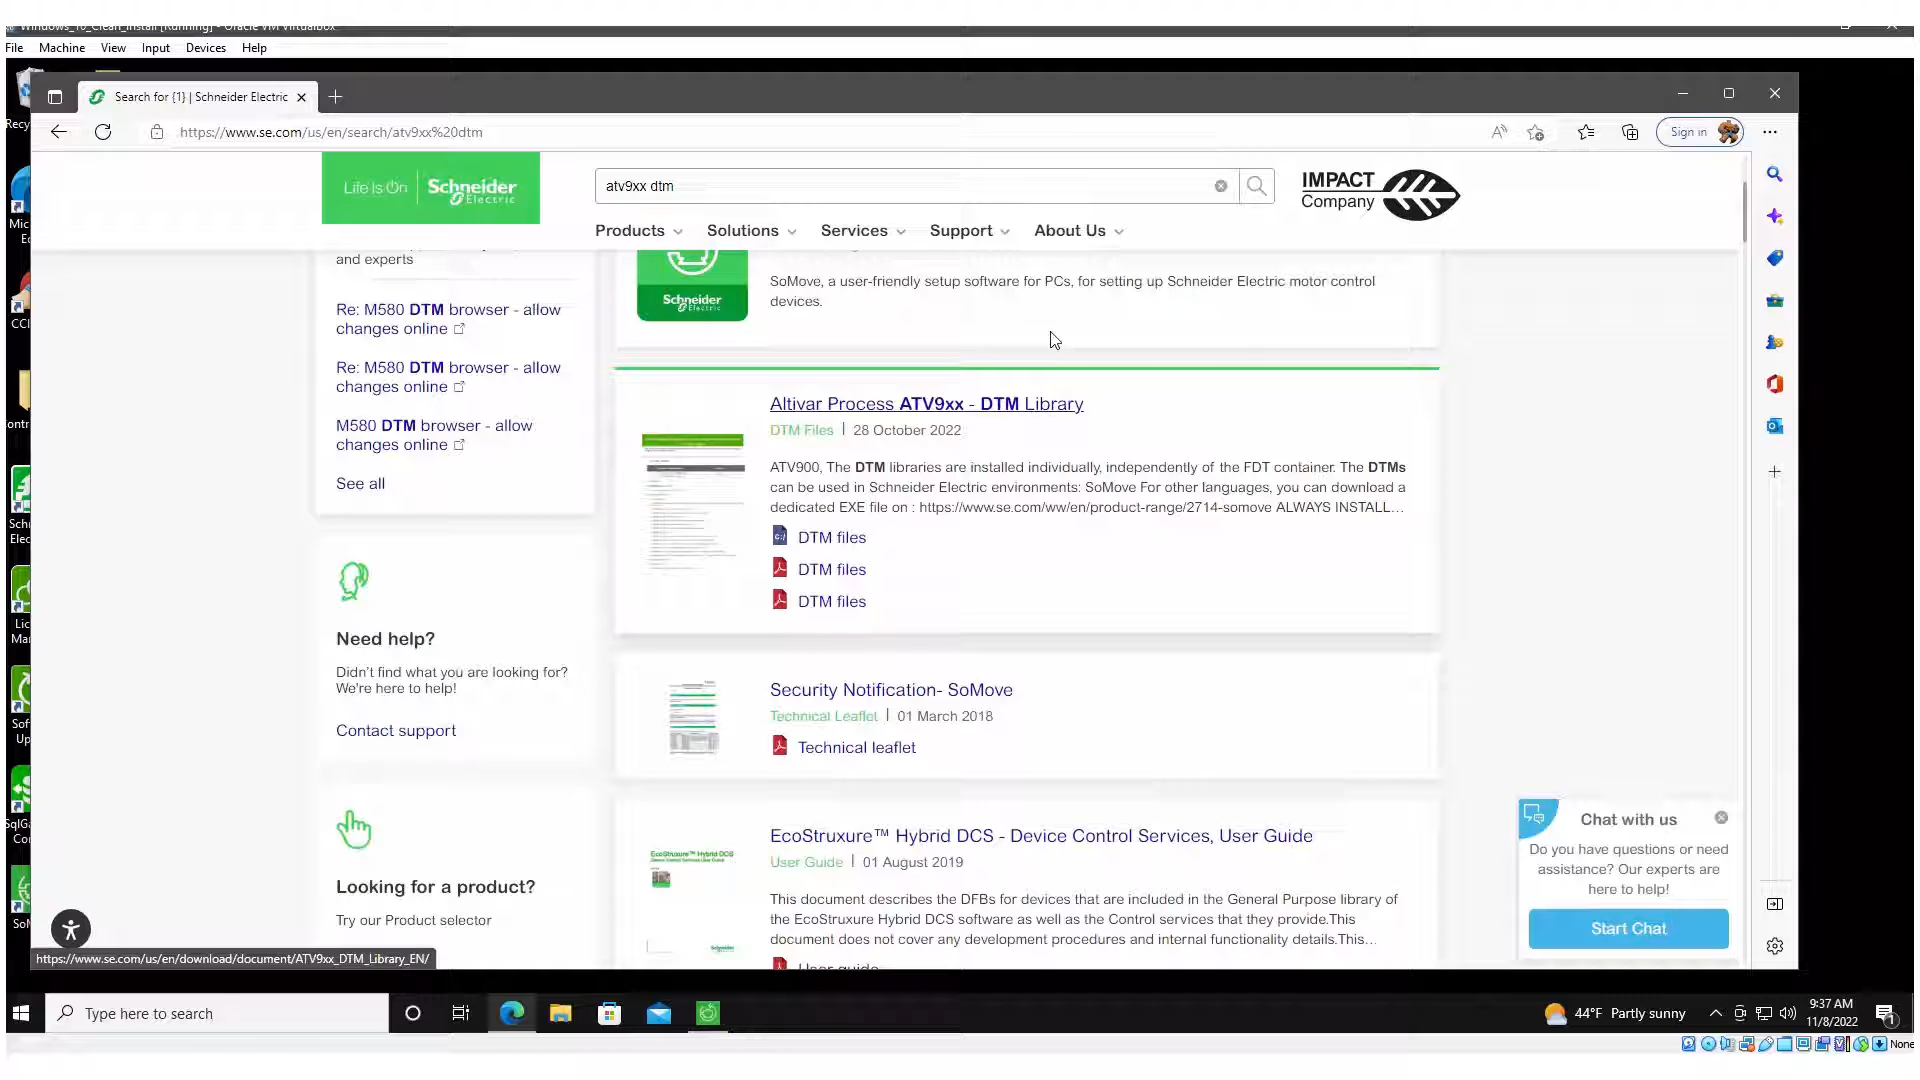 Windows_10_Clean_Install [Running] - Oracle VM VirtualBox
File Machine View Input Devices Help
Search for {1} | Schneider Electric
https://www.se.com/us/en/search/atv9xx%20dtm
Sign in
Life Is On Schneider Electric
atv9xx dtm
IMPACT
Company
Products Solutions Services Support About Us
and experts
Re: M580 DTM browser - allow
changes online
Re: M580 DTM browser - allow
changes online
M580 DTM browser - allow
changes online
See all
Need help?
Didn't find what you are looking for?
We're here to help!
Contact support
Looking for a product?
Try our Product selector
Schneider
Electric
SoMove, a user-friendly setup software for PCs, for setting up Schneider Electric motor control
devices.
Altivar Process ATV9xx - DTM Library
DTM Files | 28 October 2022
ATV900, The DTM libraries are installed individually, independently of the FDT container. The DTMs
can be used in Schneider Electric environments: SoMove For other languages, you can download a
dedicated EXE file on : https://www.se.com/ww/en/product-range/2714-somove ALWAYS INSTALL...
DTM files
DTM files
DTM files
Security Notification- SoMove
Technical Leaflet | 01 March 2018
Technical leaflet
EcoStruxure™ Hybrid DCS - Device Control Services, User Guide
User Guide | 01 August 2019
This document describes the DFBs for devices that are included in the General Purpose library of
the EcoStruxure Hybrid DCS software as well as the Control services that they provide.This
document does not cover any development procedures and internal functionality details.This...
User guide
Chat with us
Do you have questions or need
assistance? Our experts are
here to help!
Start Chat
https://www.se.com/us/en/download/document/ATV9xx_DTM_Library_EN/
Type here to search
44°F Partly sunny
9:37 AM
11/8/2022
1
None